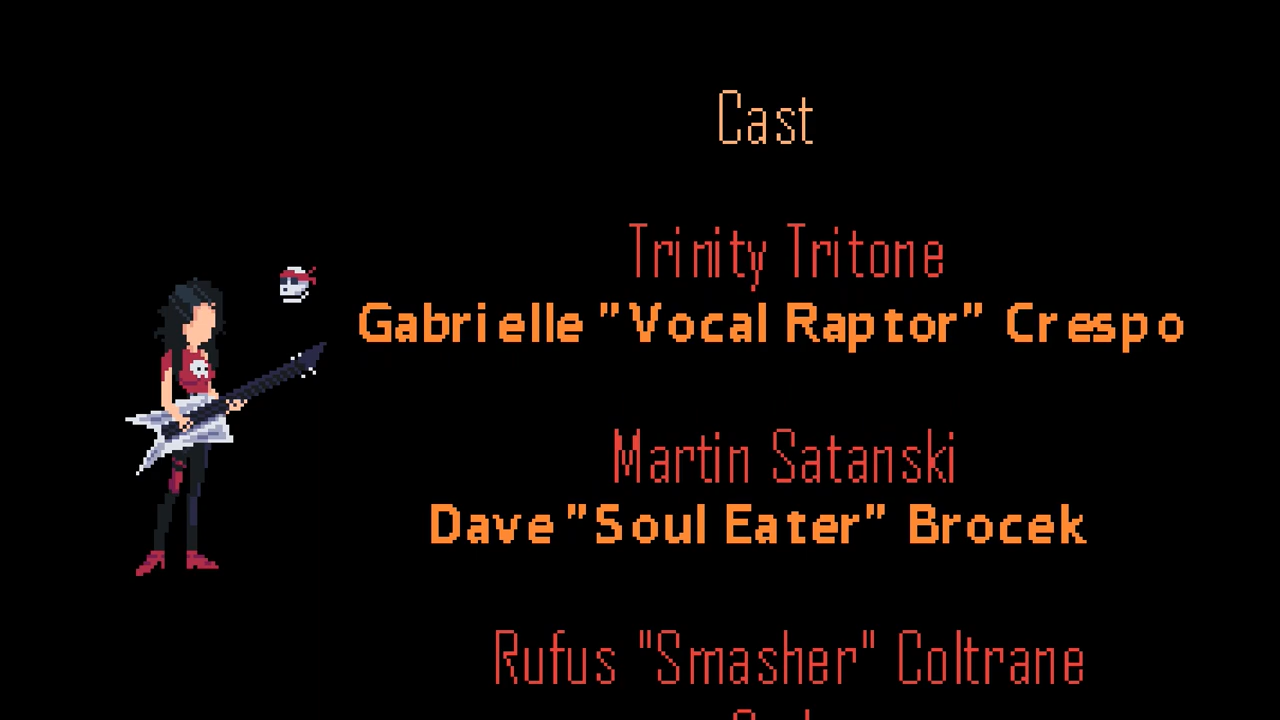 Cast
Trinity Tritone
Gabrielle "Vocal Raptor" Crespo
Martin Satanski
Dave "Soul Eater" Brocek
Rufus "Smasher" Coltrane